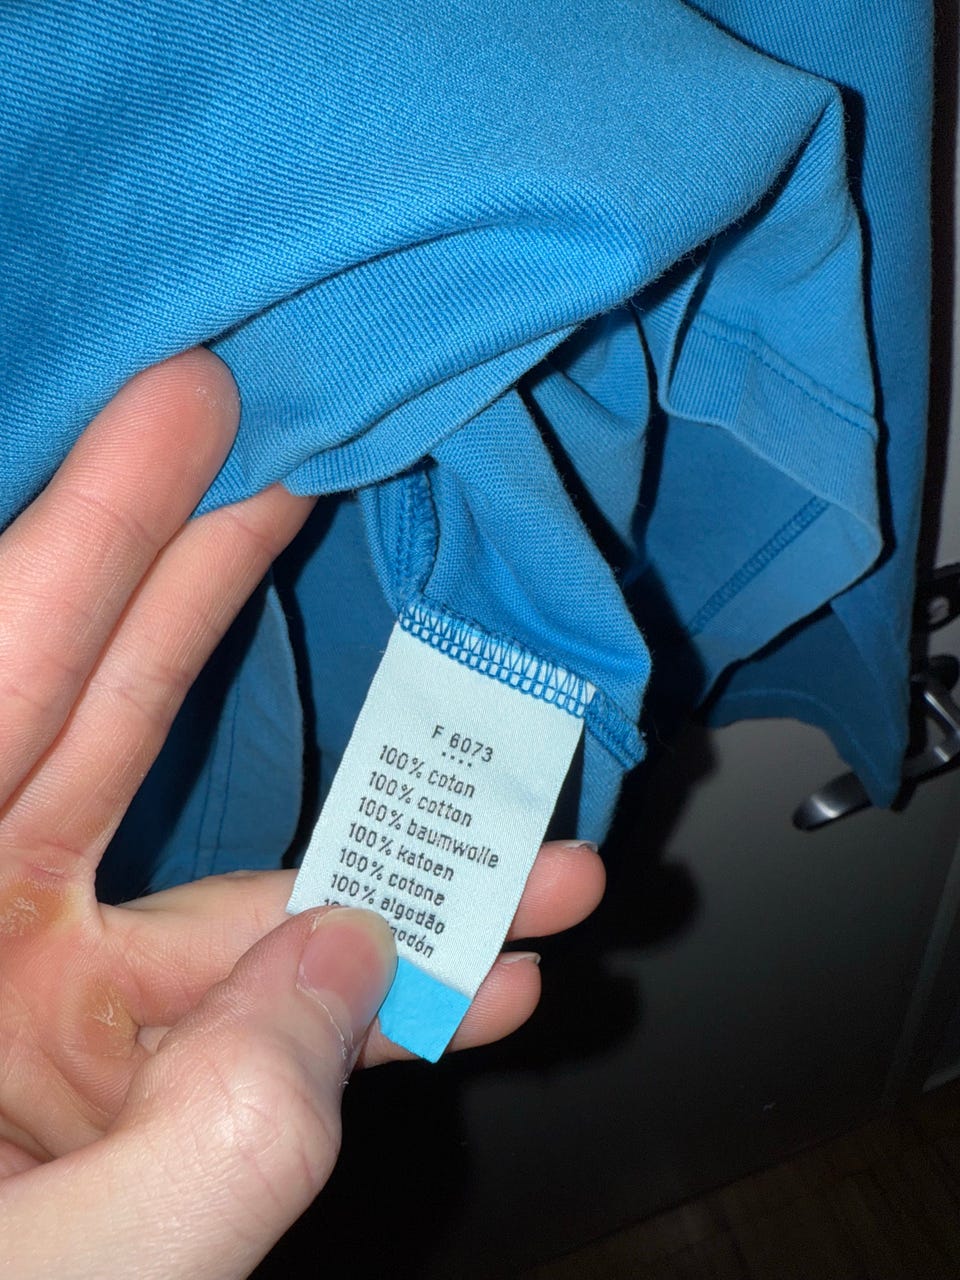 F 6073
••••
100% coton
100% cotton
100% baumwolle
100% katoen
100% cotone
100% algodão